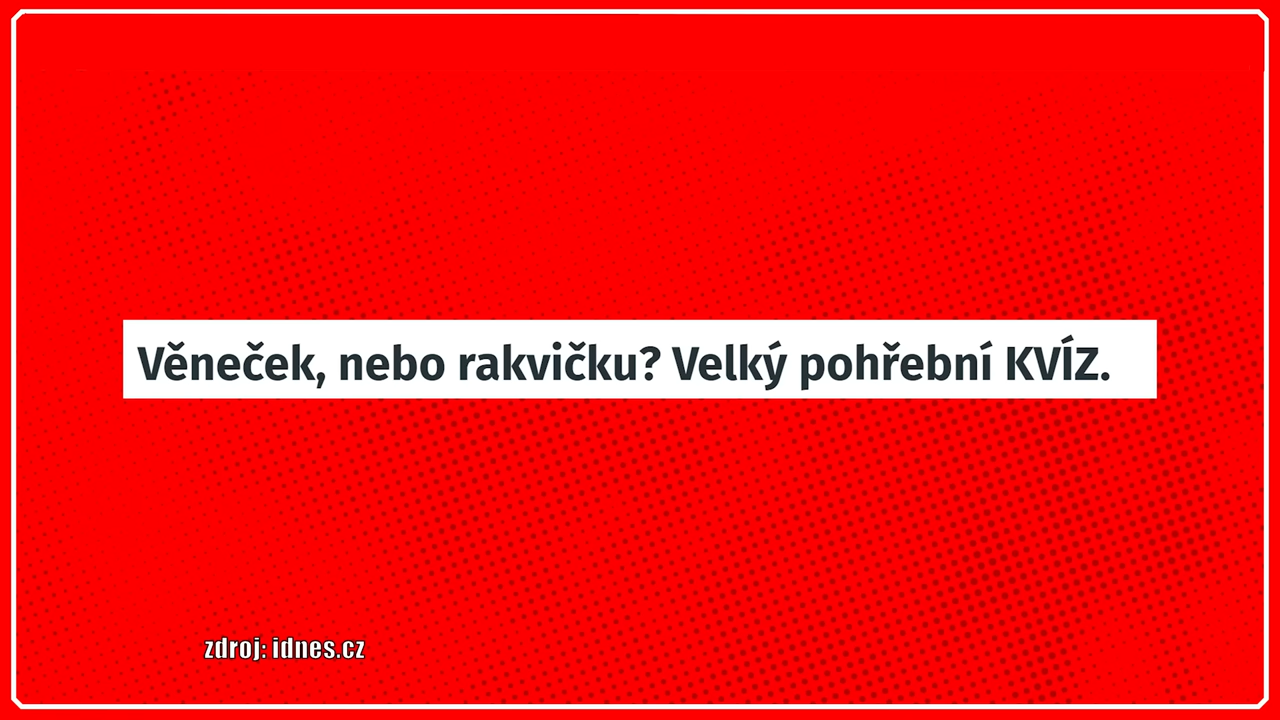 Věneček, nebo rakvičku? Velký pohřební KVÍZ.
zdroj: idnes.cz